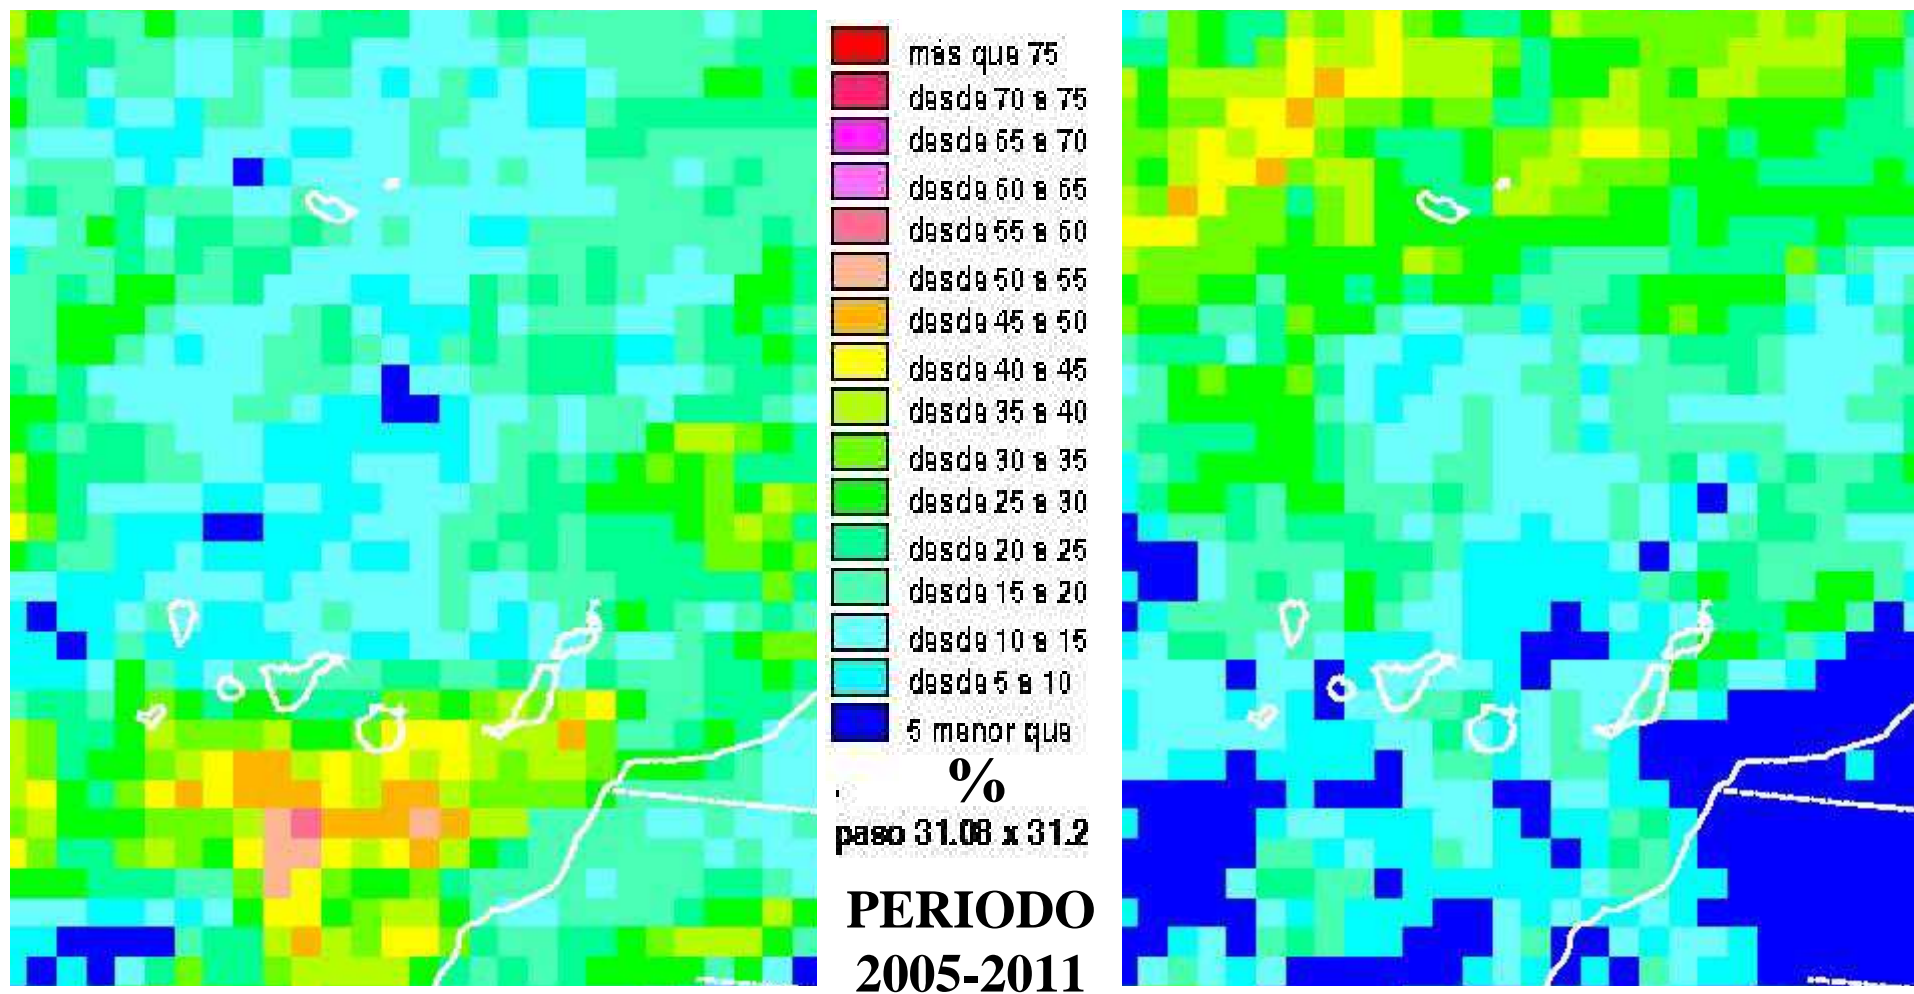 más que 75
desde 70 a 75
desde 65 a 70
desde 60 a 65
desde 55 a 60
desde 50 a 55
desde 45 a 50
desde 40 a 45
desde 35 a 40
desde 30 a 35
desde 25 a 30
desde 20 a 25
desde 15 a 20
desde 10 a 15
desde 5 a 10
5 menor que
%
paso 31.08 x 31.2
PERIODO
2005-2011